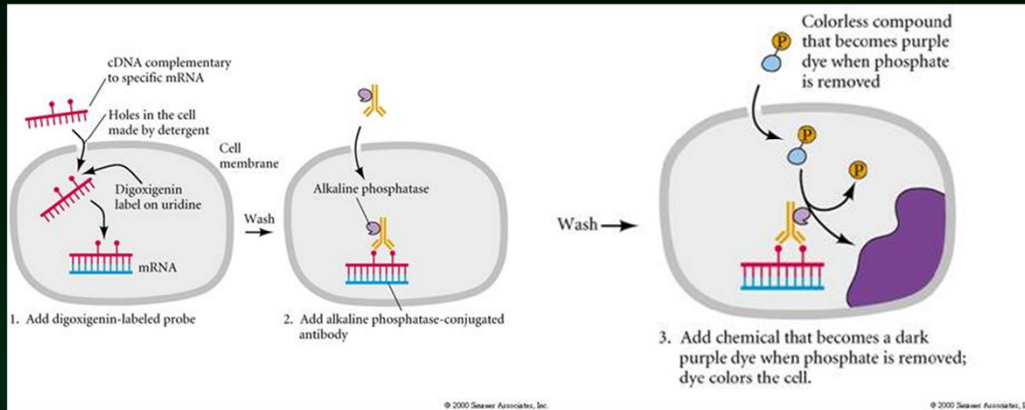 cDNA complementary
to specific mRNA
Holes in the cell
made by detergent
Cell
membrane
Digoxigenin
label on uridine
mRNA
1. Add digoxigenin-labeled probe
Wash
Alkaline phosphatase
2. Add alkaline phosphatase-conjugated
antibody
Wash
Colorless compound
that becomes purple
dye when phosphate
is removed
P
P
P
3. Add chemical that becomes a dark
purple dye when phosphate is removed;
dye colors the cell.
© 2000 Sinauer Associates, Inc.
© 2000 Sinauer Associates, I